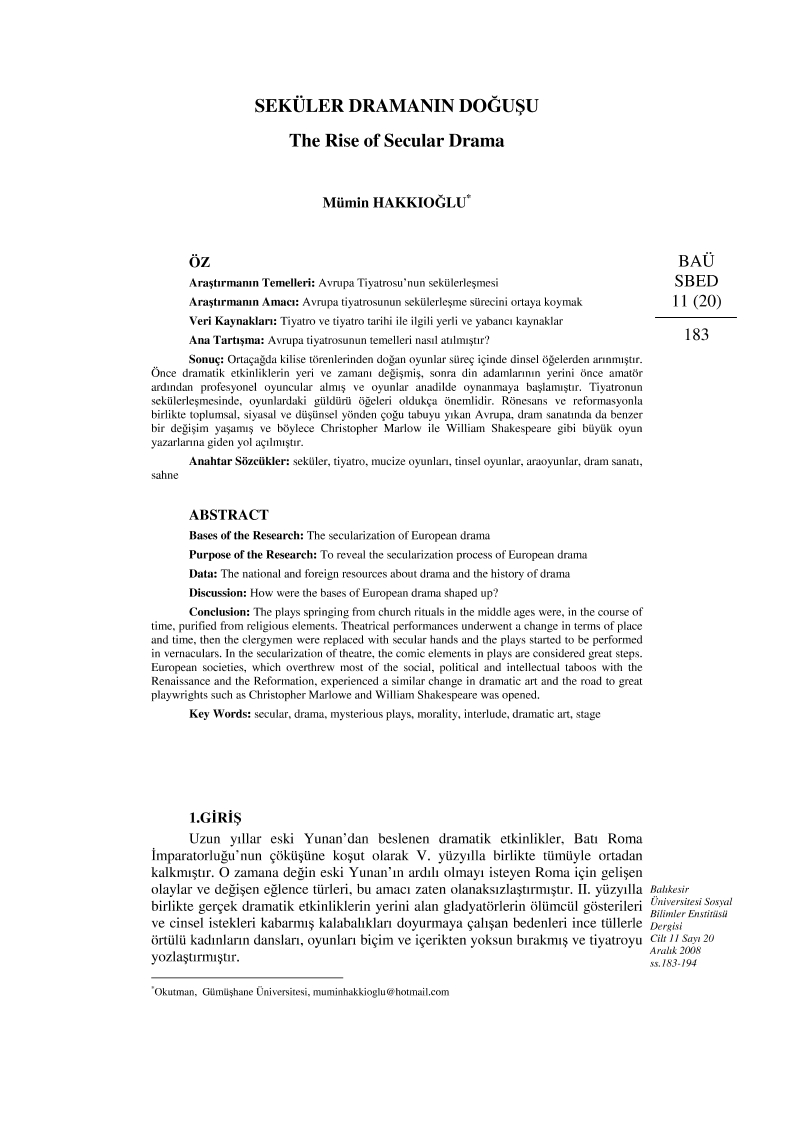 SEKÜLER DRAMANIN DOĞUŞU
The Rise of Secular Drama
Mümin HAKKIOĞLU*
ÖZ
Araştırmanın Temelleri: Avrupa Tiyatrosu’nun sekülerleşmesi
Araştırmanın Amacı: Avrupa tiyatrosunun sekülerleşme sürecini ortaya koymak
Veri Kaynakları: Tiyatro ve tiyatro tarihi ile ilgili yerli ve yabancı kaynaklar
Ana Tartışma: Avrupa tiyatrosunun temelleri nasıl atılmıştır?
Sonuç: Ortaçağda kilise törenlerinden doğan oyunlar süreç içinde dinsel öğelerden arınmıştır.
Önce dramatik etkinliklerin yeri ve zamanı değişmiş, sonra din adamlarının yerini önce amatör
ardından profesyonel oyuncular almış ve oyunlar anadilde oynanmaya başlamıştır. Tiyatronun
sekülerleşmesinde, oyunlardaki güldürü öğeleri oldukça önemlidir. Rönesans ve reformasyonla
birlikte toplumsal, siyasal ve düşünsel yönden çoğu tabuyu yıkan Avrupa, dram sanatında da benzer
bir değişim yaşamış ve böylece Christopher Marlow ile William Shakespeare gibi büyük oyun
yazarlarına giden yol açılmıştır.
Anahtar Sözcükler: seküler, tiyatro, mucize oyunları, tinsel oyunlar, araoyunlar, dram sanatı,
sahne
BAÜ
SBED
11 (20)
183
ABSTRACT
Bases of the Research: The secularization of European drama
Purpose of the Research: To reveal the secularization process of European drama
Data: The national and foreign resources about drama and the history of drama
Discussion: How were the bases of European drama shaped up?
Conclusion: The plays springing from church rituals in the middle ages were, in the course of
time, purified from religious elements. Theatrical performances underwent a change in terms of place
and time, then the clergymen were replaced with secular hands and the plays started to be performed
in vernaculars. In the secularization of theatre, the comic elements in plays are considered great steps.
European societies, which overthrew most of the social, political and intellectual taboos with the
Renaissance and the Reformation, experienced a similar change in dramatic art and the road to great
playwrights such as Christopher Marlowe and William Shakespeare was opened.
Key Words: secular, drama, mysterious plays, morality, interlude, dramatic art, stage
1.GİRİŞ
Uzun yıllar eski Yunan’dan beslenen dramatik etkinlikler, Batı Roma
İmparatorluğu’nun çöküşüne koşut olarak V. yüzyılla birlikte tümüyle ortadan
kalkmıştır. O zamana değin eski Yunan’ın ardılı olmayı isteyen Roma için gelişen
olaylar ve değişen eğlence türleri, bu amacı zaten olanaksızlaştırmıştır. II. yüzyılla
birlikte gerçek dramatik etkinliklerin yerini alan gladyatörlerin ölümcül gösterileri
ve cinsel istekleri kabarmış kalabalıkları doyurmaya çalışan bedenleri ince tüllerle
örtülü kadınların dansları, oyunları biçim ve içerikten yoksun bırakmış ve tiyatroyu
yozlaştırmıştır.
Balıkesir
Üniversitesi Sosyal
Bilimler Enstitüsü
Dergisi
Cilt 11 Sayı 20
Aralık 2008
ss.183-194
*Okutman, Gümüşhane Üniversitesi, muminhakkioglu@hotmail.com